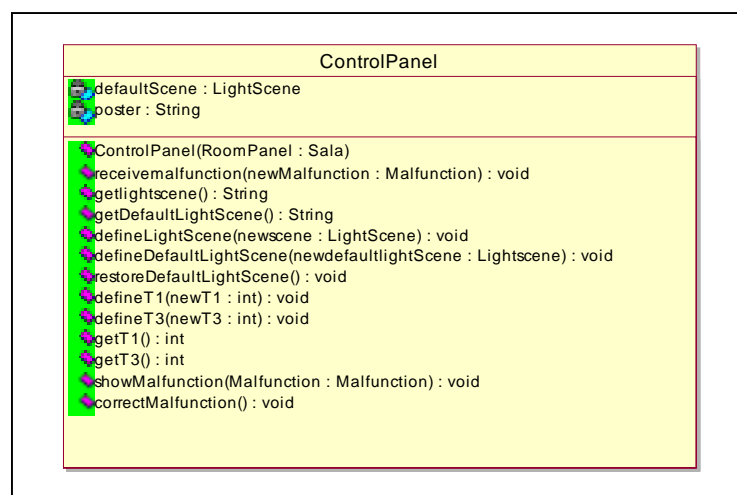 ControlPanel
defaultScene : LightScene
poster : String
ControlPanel(RoomPanel : Sala)
receivemalfunction(newMalfunction : Malfunction) : void
getlightscene() : String
getDefaultLightScene() : String
defineLightScene(newscene : LightScene) : void
defineDefaultLightScene(newdefaultlightScene : Lightscene) : void
restoreDefaultLightScene() : void
defineT1(newT1 : int) : void
defineT3(newT3 : int) : void
getT1() : int
getT3() : int
showMalfunction(Malfunction : Malfunction) : void
correctMalfunction() : void